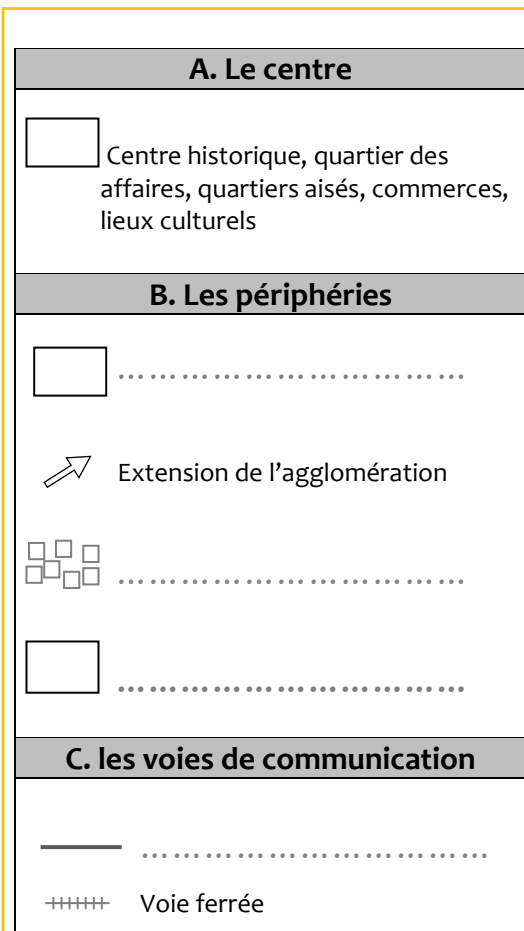 A. Le centre
Centre historique, quartier des
affaires, quartiers aisés, commerces,
lieux culturels
B. Les périphéries
………………………………
Extension de l’agglomération
………………………………
………………………………
C. les voies de communication
………………………………
Voie ferrée